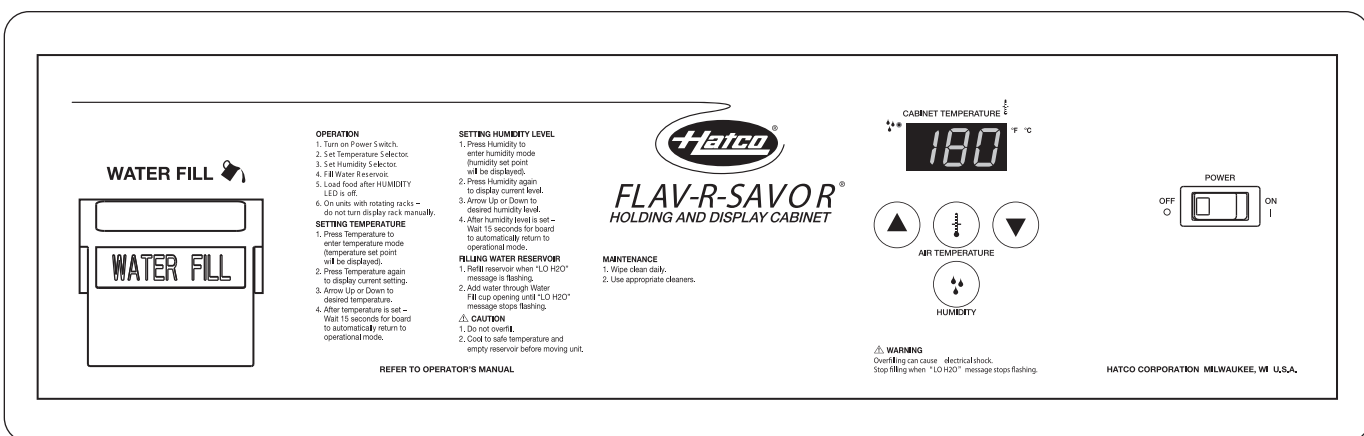 WATER FILL
WATER FILL
OPERATION
1. Turn on Power Switch.
2. Set Temperature Selector.
3. Set Humidity Selector.
4. Fill Water Reservoir.
5. Load food after HUMIDITY
LED is off.
6. On units with rotating racks –
do not turn display rack manually.
SETTING TEMPERATURE
1. Press Temperature to
enter temperature mode
(temperature set point
will be displayed).
2. Press Temperature again
to display current setting.
3. Arrow Up or Down to
desired temperature.
4. After temperature is set –
Wait 15 seconds for board
to automatically return to
operational mode.
SETTING HUMIDITY LEVEL
1. Press Humidity to
enter humidity mode
(humidity set point
will be displayed).
2. Press Humidity again
to display current level.
3. Arrow Up or Down to
desired humidity level.
4. After humidity level is set –
Wait 15 seconds for board
to automatically return to
operational mode.
FILLING WATER RESERVOIR
1. Refill reservoir when "LO H2O"
message is flashing.
2. Add water through Water
Fill cup opening until "LO H2O"
message stops flashing.
⚠ CAUTION
1. Do not overfill.
2. Cool to safe temperature and
empty reservoir before moving unit.
REFER TO OPERATOR'S MANUAL
Hatco®
FLAV-R-SAVOR®
HOLDING AND DISPLAY CABINET
MAINTENANCE
1. Wipe clean daily.
2. Use appropriate cleaners.
CABINET TEMPERATURE
180
°F °C
AIR TEMPERATURE
HUMIDITY
⚠ WARNING
Overfilling can cause electrical shock.
Stop filling when "LO H2O" message stops flashing.
POWER
OFF
O
ON
I
HATCO CORPORATION MILWAUKEE, WI U.S.A.